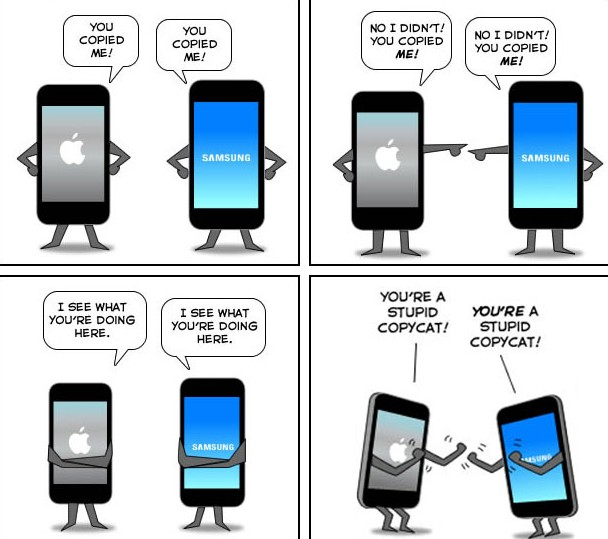 YOU
COPIED
ME!
YOU
COPIED
ME!
SAMSUNG
NO I DIDN'T!
YOU COPIED
ME!
NO I DIDN'T!
YOU COPIED
ME!
SAMSUNG
I SEE WHAT
YOU'RE DOING
HERE.
I SEE WHAT
YOU'RE DOING
HERE.
SAMSUNG
YOU'RE A
STUPID
COPYCAT!
YOU'RE A
STUPID
COPYCAT!
AMSUNG